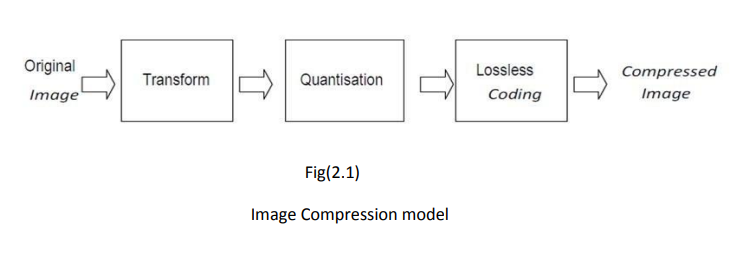 Original
Image
Transform
Quantisation
Lossless
Coding
Compressed
Image
Fig(2.1)
Image Compression model